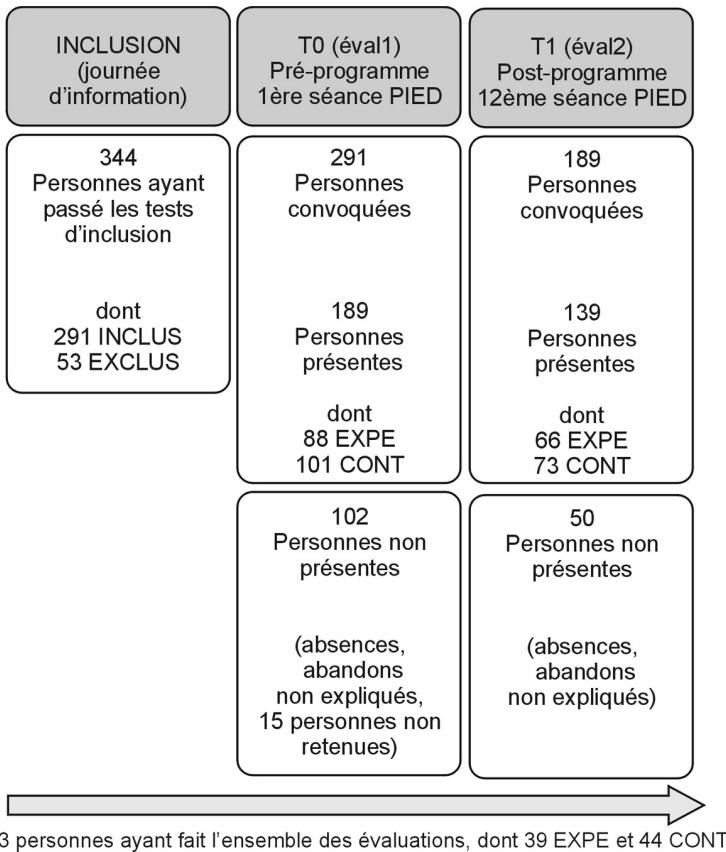 INCLUSION
(journée
d'information)
T0 (éval1)
Pré-programme
1ère séance PIED
T1 (éval2)
Post-programme
12ème séance PIED
344
Personnes ayant
passé les tests
d'inclusion
dont
291 INCLUS
53 EXCLUS
291
Personnes
convoquées
189
Personnes
présentes
dont
88 EXPE
101 CONT
189
Personnes
convoquées
139
Personnes
présentes
dont
66 EXPE
73 CONT
102
Personnes non
présentes
(absences,
abandons
non expliqués,
15 personnes non
retenues)
50
Personnes non
présentes
(absences,
abandons
non expliqués)
3 personnes ayant fait l'ensemble des évaluations, dont 39 EXPE et 44 CONT